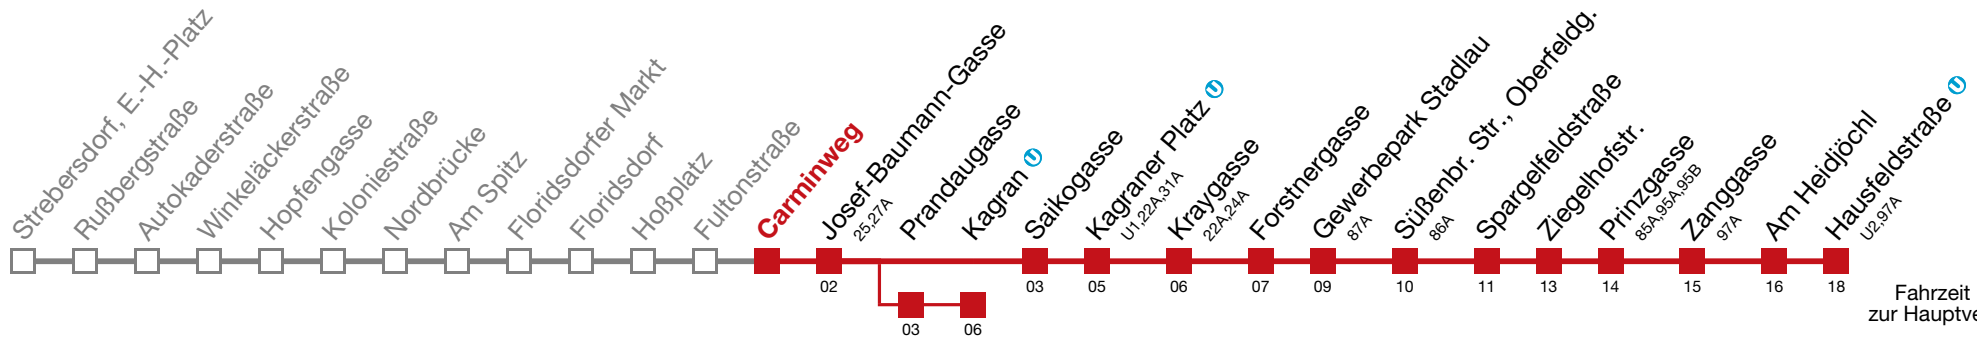 Strebersdorf, E.-H.-Platz
Rußbergstraße
Autokaderstraße
Winkeläckerstraße
Hopfengasse
Koloniestraße
Nordbrücke
Am Spitz
Floridsdorfer Markt
Floridsdorf
Hoßplatz
Fultonstraße
Carminweg
Josef-Baumann-Gasse
25,27A
Prandaugasse
Kagran U
Saikogasse
Kagraner Platz U
U1,22A,31A
Kraygasse
22A,24A
Forstnergasse
Gewerbepark Stadlau
87A
Süßenbr. Str., Oberfeldg.
86A
Spargelfeldstraße
Ziegelhofstr.
Prinzgasse
85A,95A,95B
Zanggasse
97A
Am Heidjöchl
Hausfeldstraße U
U2,97A
02
03
05
06
07
09
10
11
13
14
15
16
18
03
06
Fahrzeit
zur Hauptve